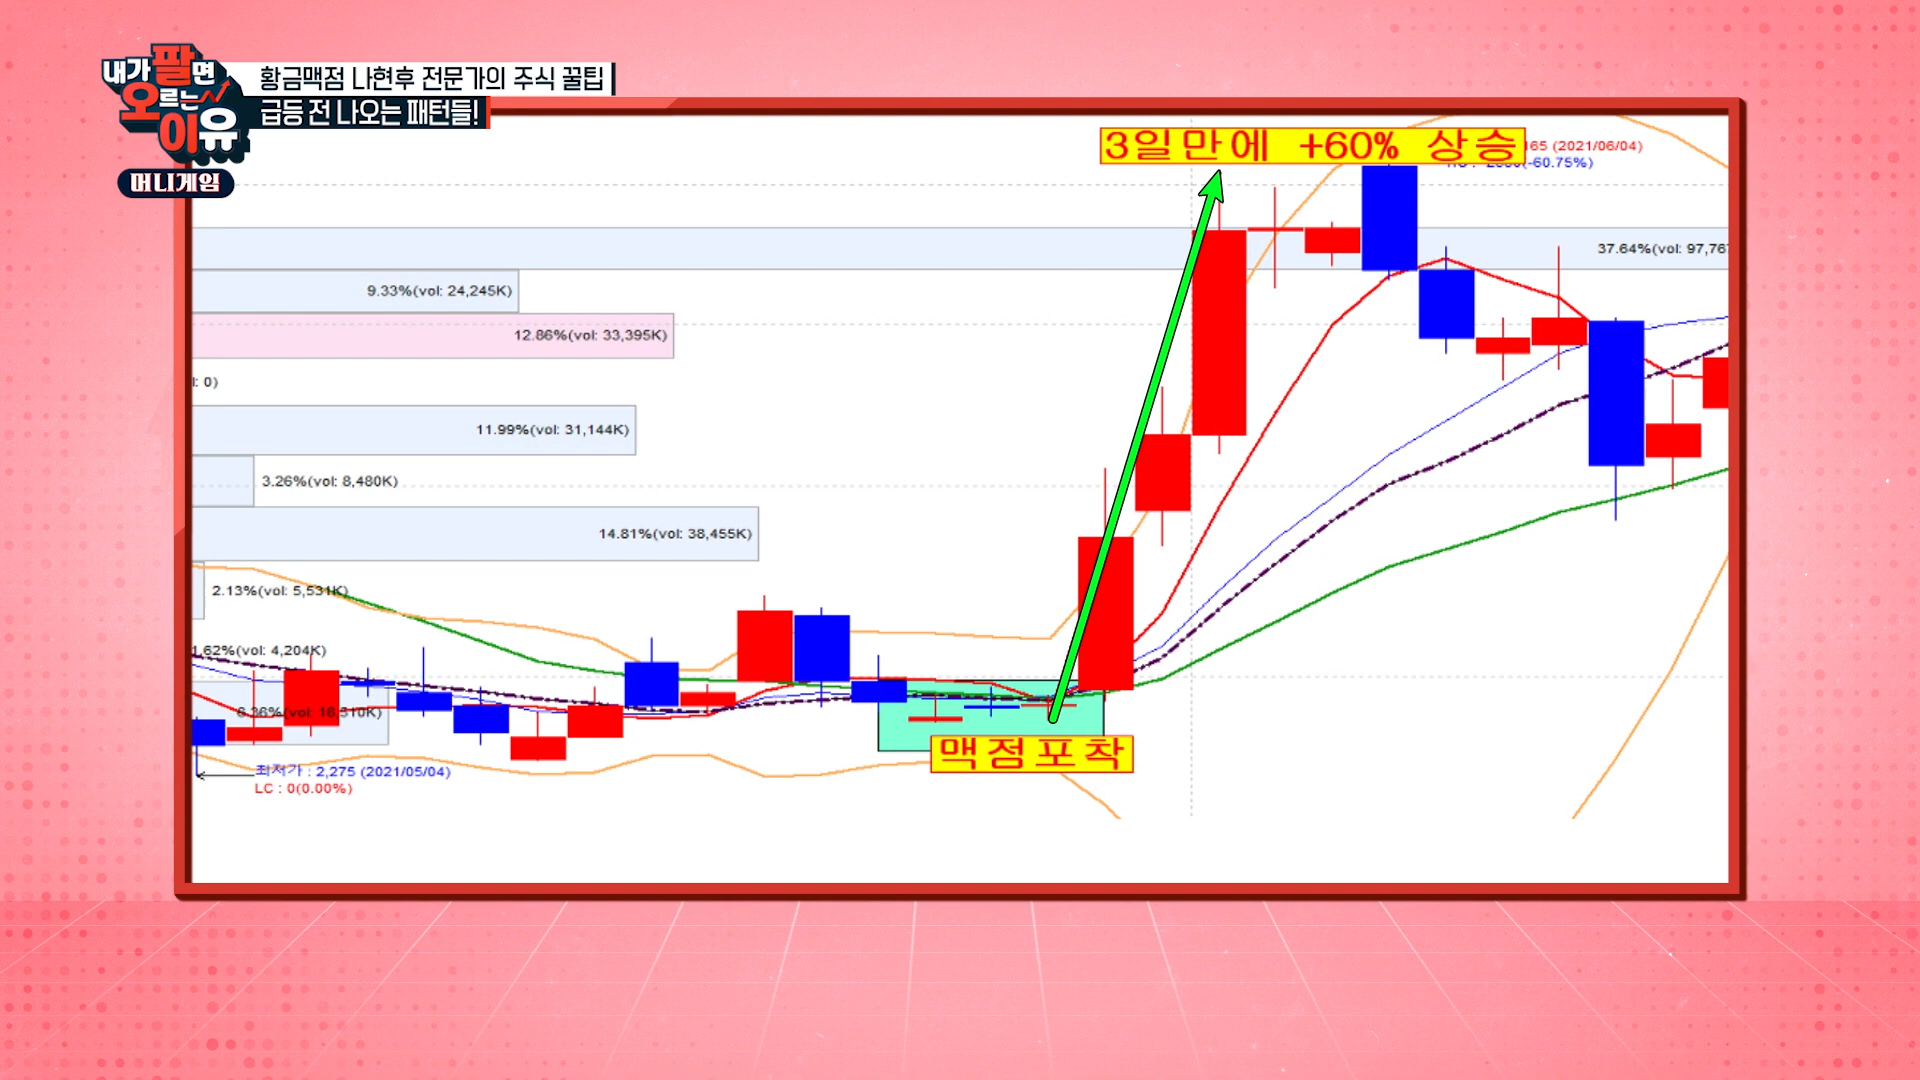 내가 팔면
오르는
이유
머니게임
황금맥점 나현후 전문가의 주식 꿀팁
급등 전 나오는 패턴들!
3일만에 +60% 상승
165 (2021/06/04)
(-60.75%)
37.64%(vol: 97,767
9.33%(vol: 24,245K)
12.86%(vol: 33,395K)
l: 0)
11.99%(vol: 31,144K)
3.26%(vol: 8,480K)
14.81%(vol: 38,455K)
2.13%(vol: 5,531K)
1.62%(vol: 4,204K)
6.36%(vol: 16,510K)
맥점포착
최저가 : 2,275 (2021/05/04)
LC : 0(0.00%)